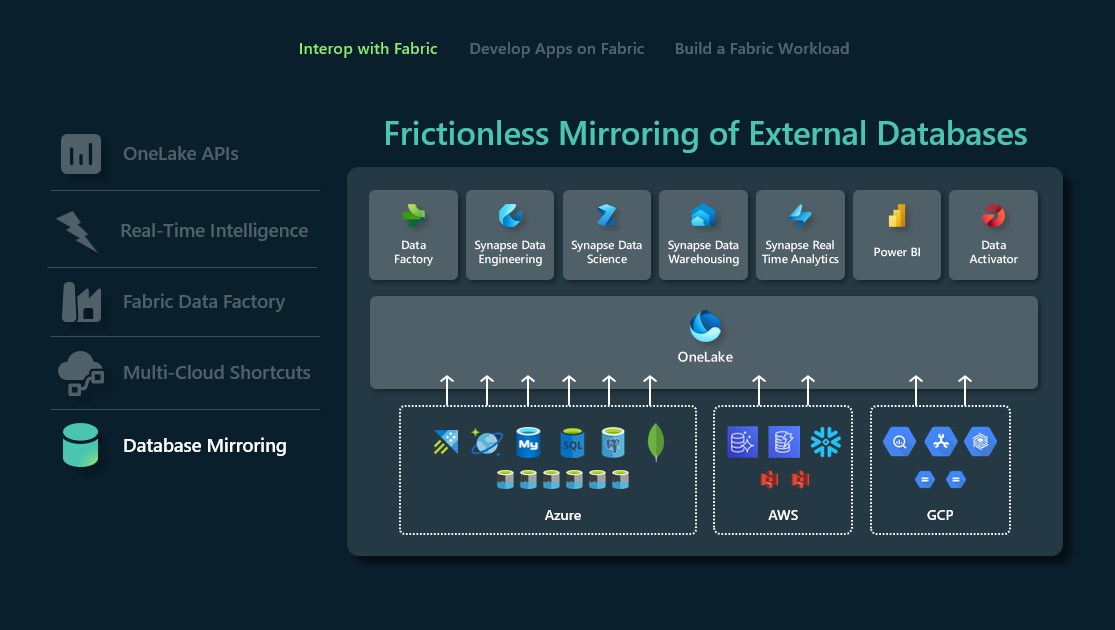 Interop with Fabric
Develop Apps on Fabric
Build a Fabric Workload
OneLake APIs
Real-Time Intelligence
Fabric Data Factory
Multi-Cloud Shortcuts
Database Mirroring
Frictionless Mirroring of External Databases
Data
Factory
Synapse Data
Engineering
Synapse Data
Science
Synapse Data
Warehousing
Synapse Real
Time Analytics
Power BI
Data
Activator
OneLake
My
SQL
Azure
AWS
GCP